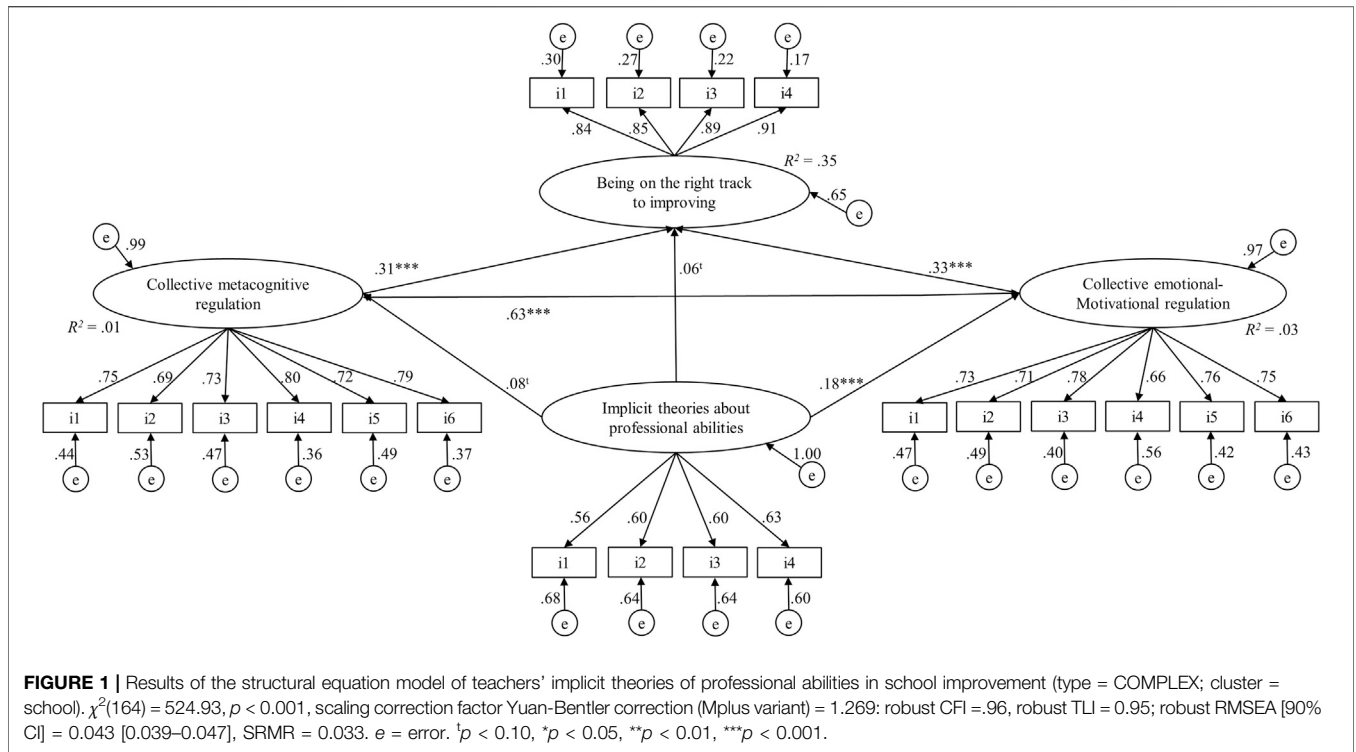 e e e e
.30 .27 .22 .17
i1 i2 i3 i4
.84 .85 .89 .91
R² = .35
Being on the right track
to improving
.65
e
e
.99
.97
e
.31***
.06ᵗ
.33***
Collective metacognitive
regulation
Collective emotional-
Motivational regulation
R² = .01
.63***
R² = .03
.75 .69 .73 .80 .72 .79
.08ᵗ
.18***
.73 .71 .78 .66 .76 .75
i1 i2 i3 i4 i5 i6
Implicit theories about
professional abilities
i1 i2 i3 i4 i5 i6
.44 .53 .47 .36 .49 .37
1.00
.47 .49 .40 .56 .42 .43
e e e e e e
e
e e e e e e
.56 .60 .60 .63
i1 i2 i3 i4
.68 .64 .64 .60
e e e e
FIGURE 1 | Results of the structural equation model of teachers' implicit theories of professional abilities in school improvement (type = COMPLEX; cluster =
school). χ²(164) = 524.93, p < 0.001, scaling correction factor Yuan-Bentler correction (Mplus variant) = 1.269: robust CFI =.96, robust TLI = 0.95; robust RMSEA [90%
CI] = 0.043 [0.039–0.047], SRMR = 0.033. e = error. ᵗp < 0.10, *p < 0.05, **p < 0.01, ***p < 0.001.